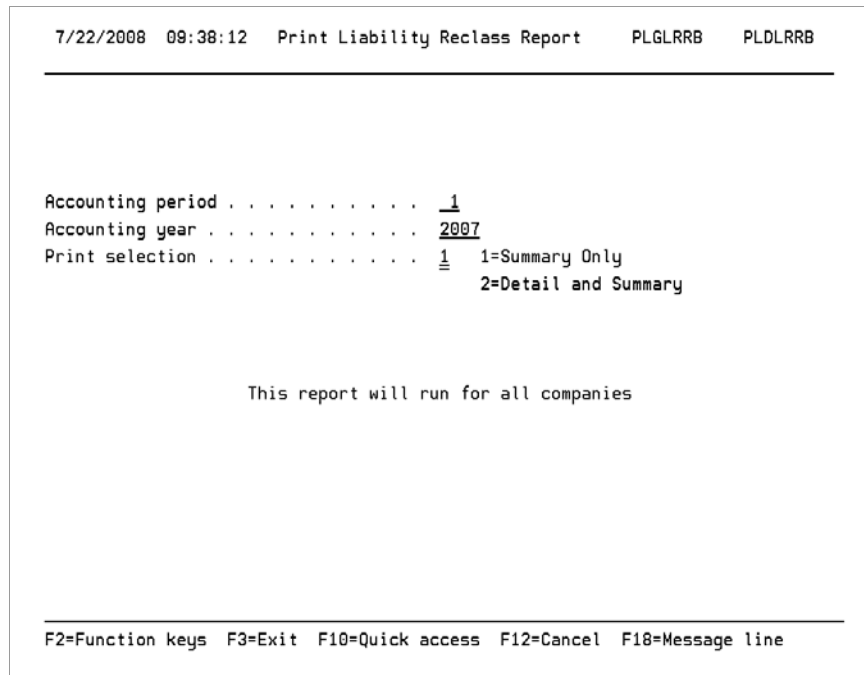 7/22/2008 09:38:12 Print Liability Reclass Report PLGLRRB PLDLRRB
Accounting period . . . . . . . . . . 1
Accounting year . . . . . . . . . . . 2007
Print selection . . . . . . . . . . . 1 1=Summary Only
2=Detail and Summary
This report will run for all companies
F2=Function keys F3=Exit F10=Quick access F12=Cancel F18=Message line